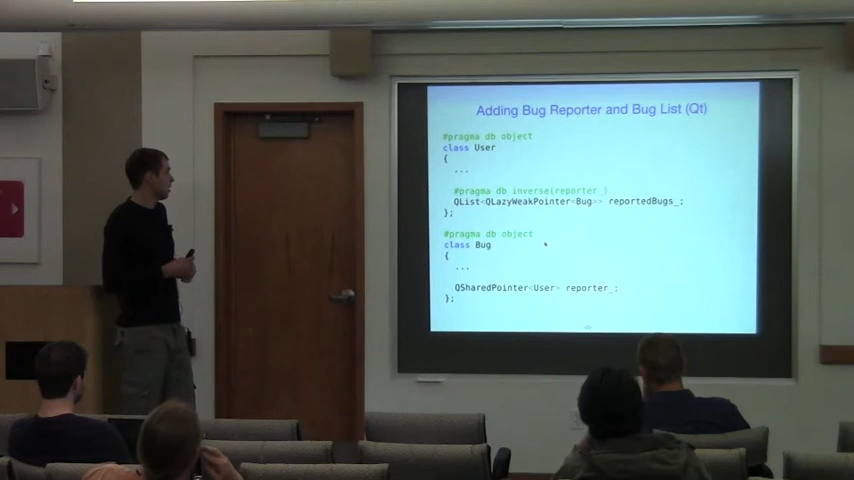 Adding Bug Reporter and Bug List (Qt)
#pragma db object
class User
{
...
#pragma db inverse(reporter_)
QList<QLazyWeakPointer<Bug>> reportedBugs_;
};
#pragma db object
class Bug
{
...
QSharedPointer<User> reporter_;
};